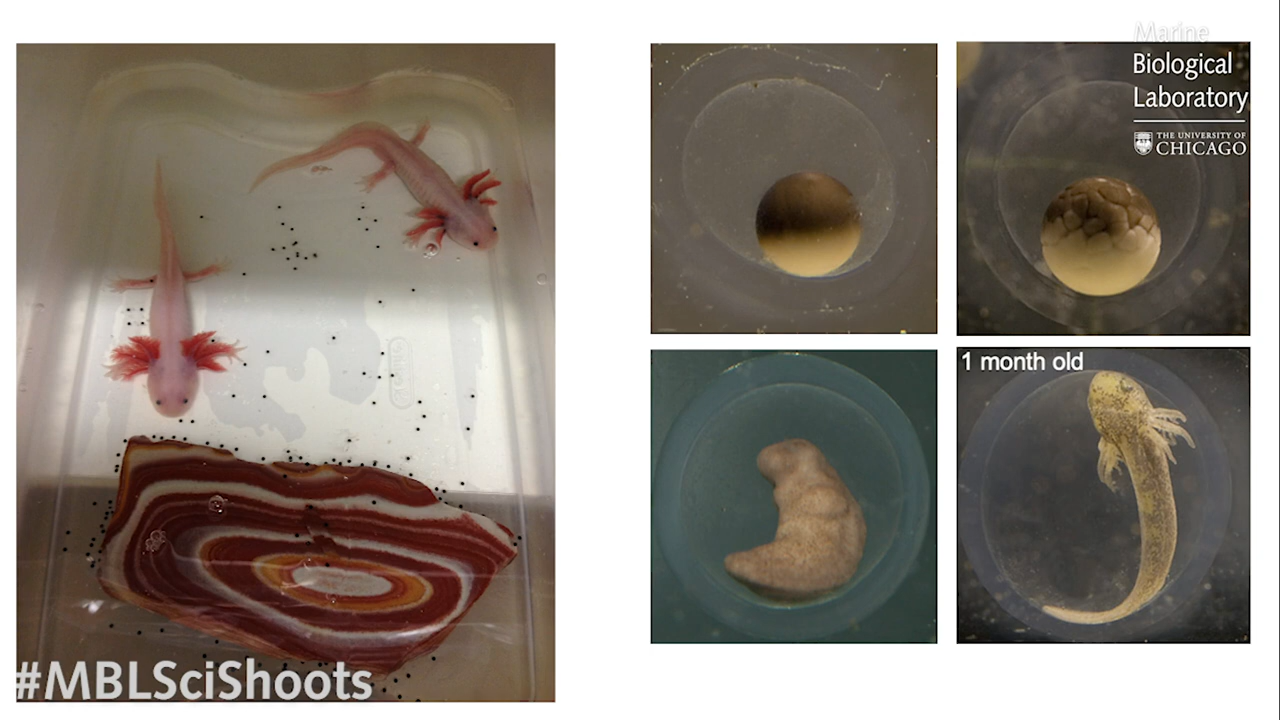 Marine
Biological
Laboratory
THE UNIVERSITY OF
CHICAGO
1 month old
#MBLSciShoots